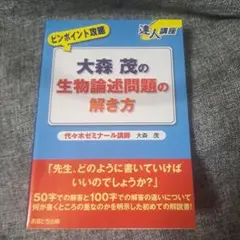 ピンポイント攻略
達人講座
大森 茂の
生物論述問題の
解き方
代々木ゼミナール講師 大森 茂
「先生、どのように書いていけば
いいのでしょうか?」
50字での解答と100字での解答の違いについて
何が書くところの差なのかを明示した初めての解説書!